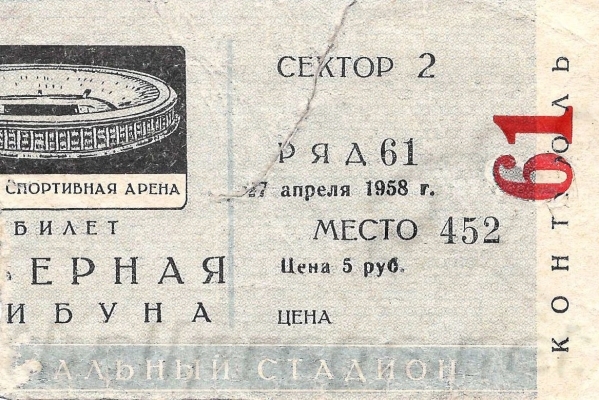 СПОРТИВНАЯ АРЕНА
БИЛЕТ
ЕРНАЯ
ИБУНА
СЕКТОР 2
РЯД 61
27 апреля 1958 г.
МЕСТО 452
Цена 5 руб.
ЦЕНА
АЛЬНЫЙ СТАДИОН
61
КОНТРОЛЬ